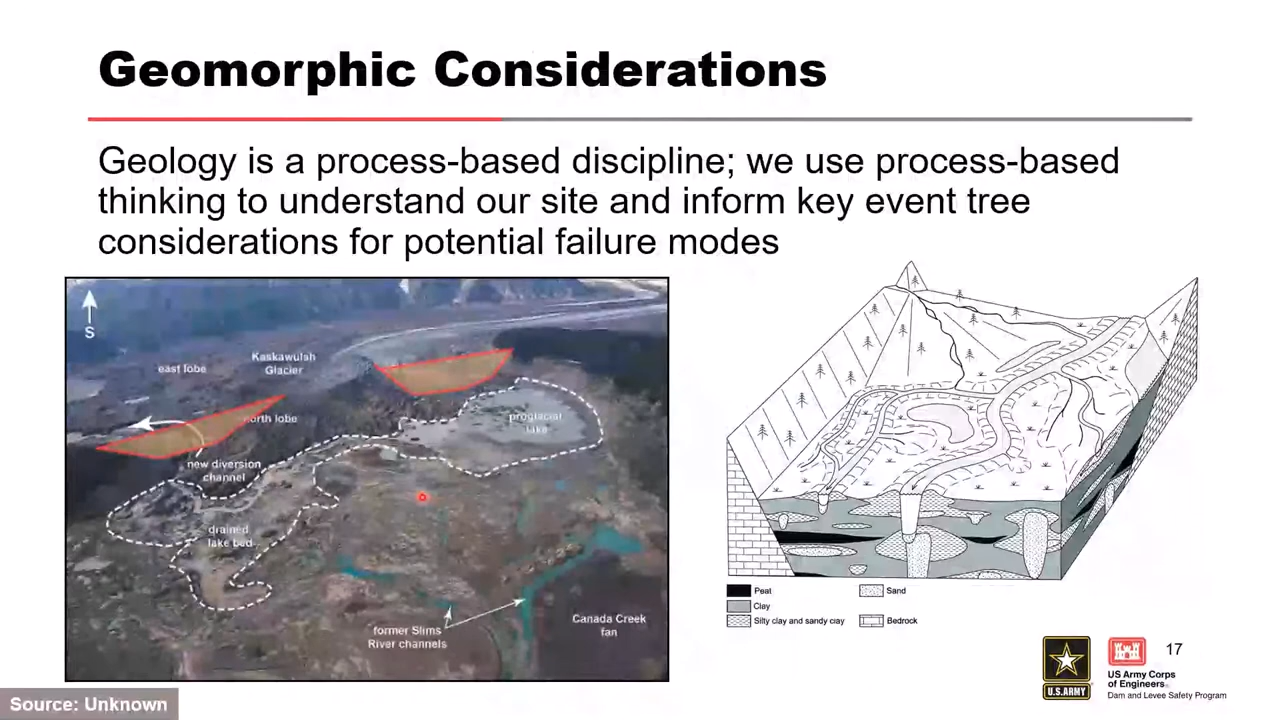 Geomorphic Considerations
Geology is a process-based discipline; we use process-based
thinking to understand our site and inform key event tree
considerations for potential failure modes
S
east lobe
Kaskawulsh
Glacier
north lobe
proglacial
lake
new diversion
channel
drained
lake bed
former Slims
River channels
Canada Creek
fan
Peat
Clay
Silty clay and sandy clay
Sand
Bedrock
17
U.S.ARMY
US Army Corps
of Engineers
Dam and Levee Safety Program
Source: Unknown